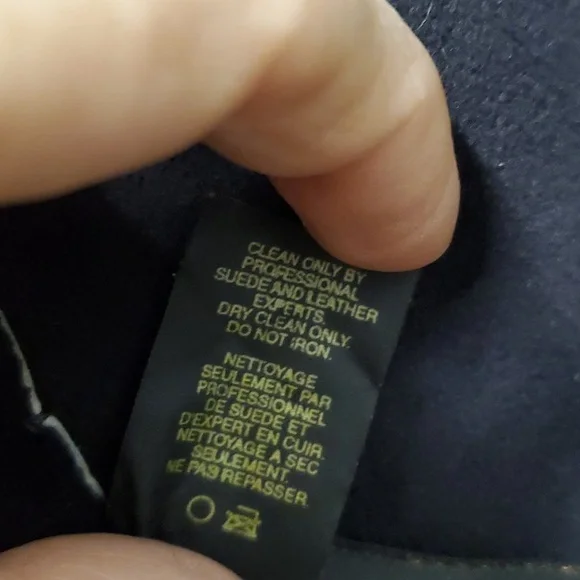 CLEAN ONLY BY
PROFESSIONAL
SUEDE AND LEATHER
EXPERTS.
DRY CLEAN ONLY.
DO NOT IRON.
NETTOYAGE
SEULEMENT PAR
PROFESSIONNEL
DE SUEDE ET
D'EXPERT EN CUIR.
NETTOYAGE A SEC
SEULEMENT.
NE PAS REPASSER.